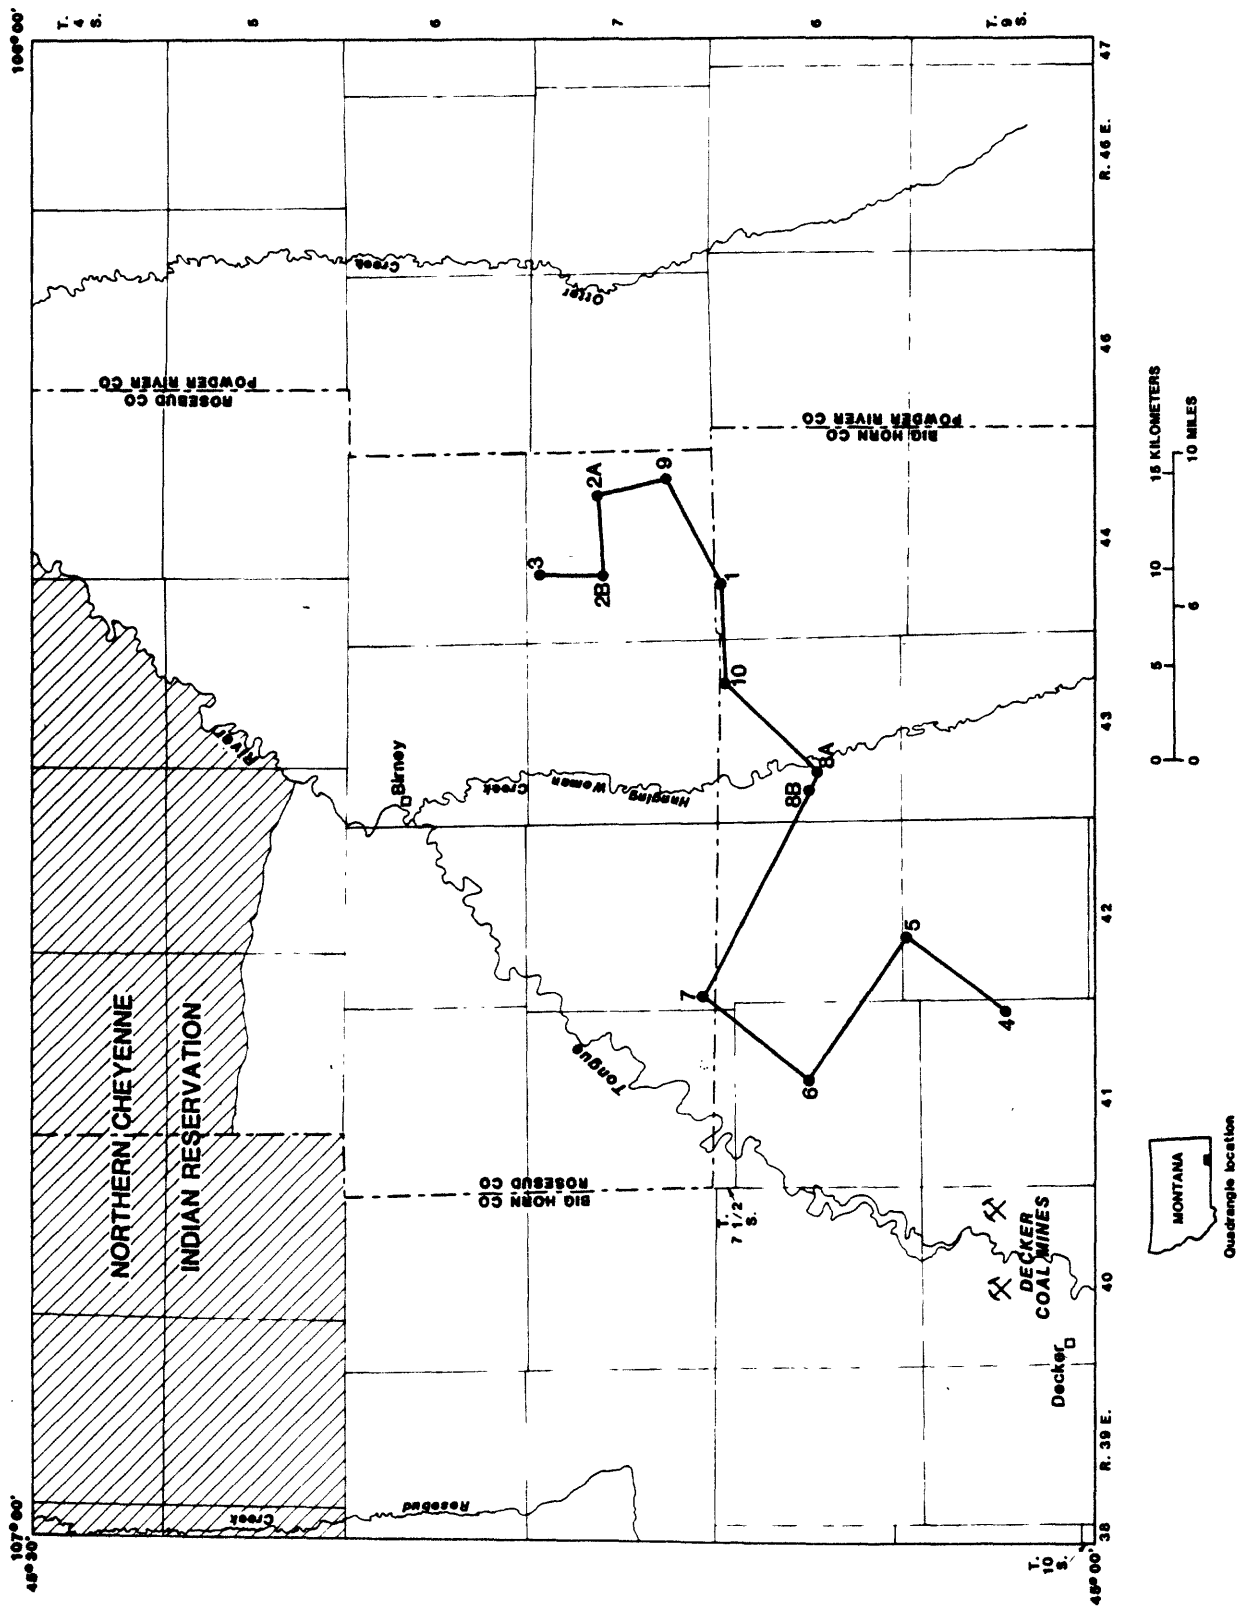 107°00'
106°00'
45°30'
T.
4
S.
5
6
7
6
T.
9
S.
NORTHERN CHEYENNE
INDIAN RESERVATION
Creek
Rosebud
River
Birney
Creek
Woman
Hanging
Tongue
Creek
Otter
ROSEBUD CO
POWDER RIVER CO
BIG HORN CO
ROSEBUD CO
BIG HORN CO
POWDER RIVER CO
T.
7 1/2
S.
3
2B
2A
9
1
10
8A
8B
7
6
5
4
DECKER
COAL MINES
Decker
T.
10
S.
45°00'
38
R. 39 E.
40
41
42
43
44
46
R. 46 E.
47
MONTANA
Quadrangle location
0 5 10 15 KILOMETERS
0 6 10 MILES